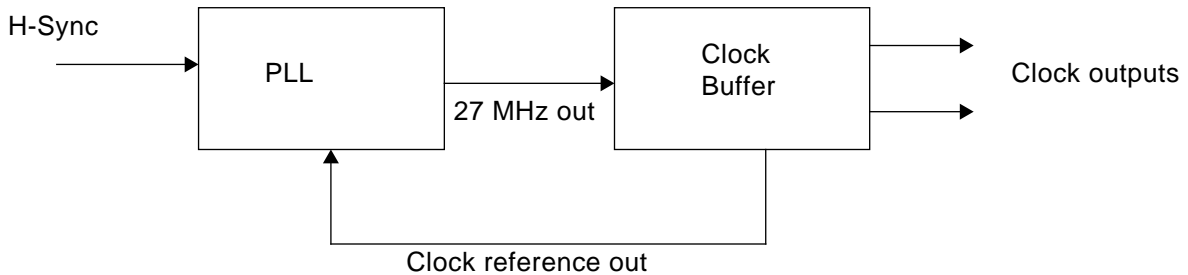 H-Sync
PLL
27 MHz out
Clock
Buffer
Clock outputs
Clock reference out